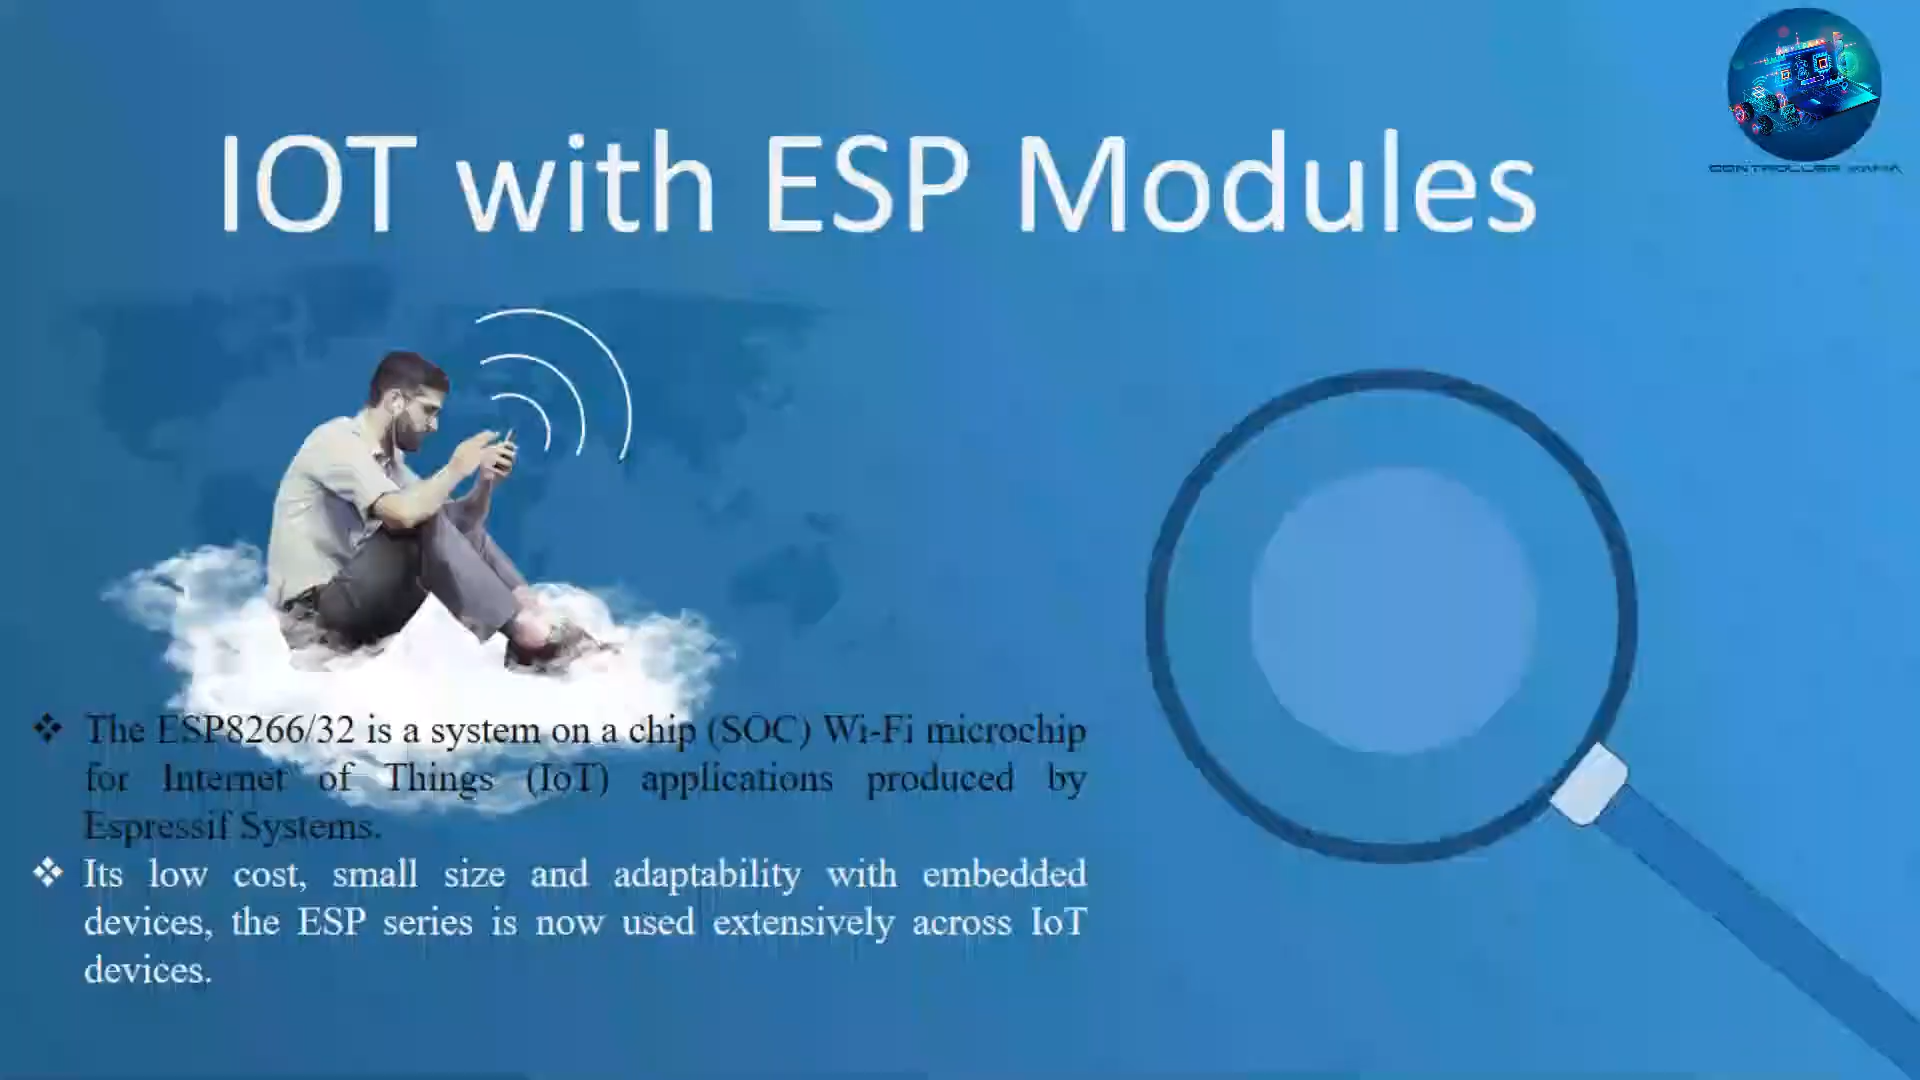 IOT with ESP Modules
❖ The ESP8266/32 is a system on a chip (SOC) Wi-Fi microchip
for Internet of Things (IoT) applications produced by
Espressif Systems.
❖ Its low cost, small size and adaptability with embedded
devices, the ESP series is now used extensively across IoT
devices.
CONTROLLER